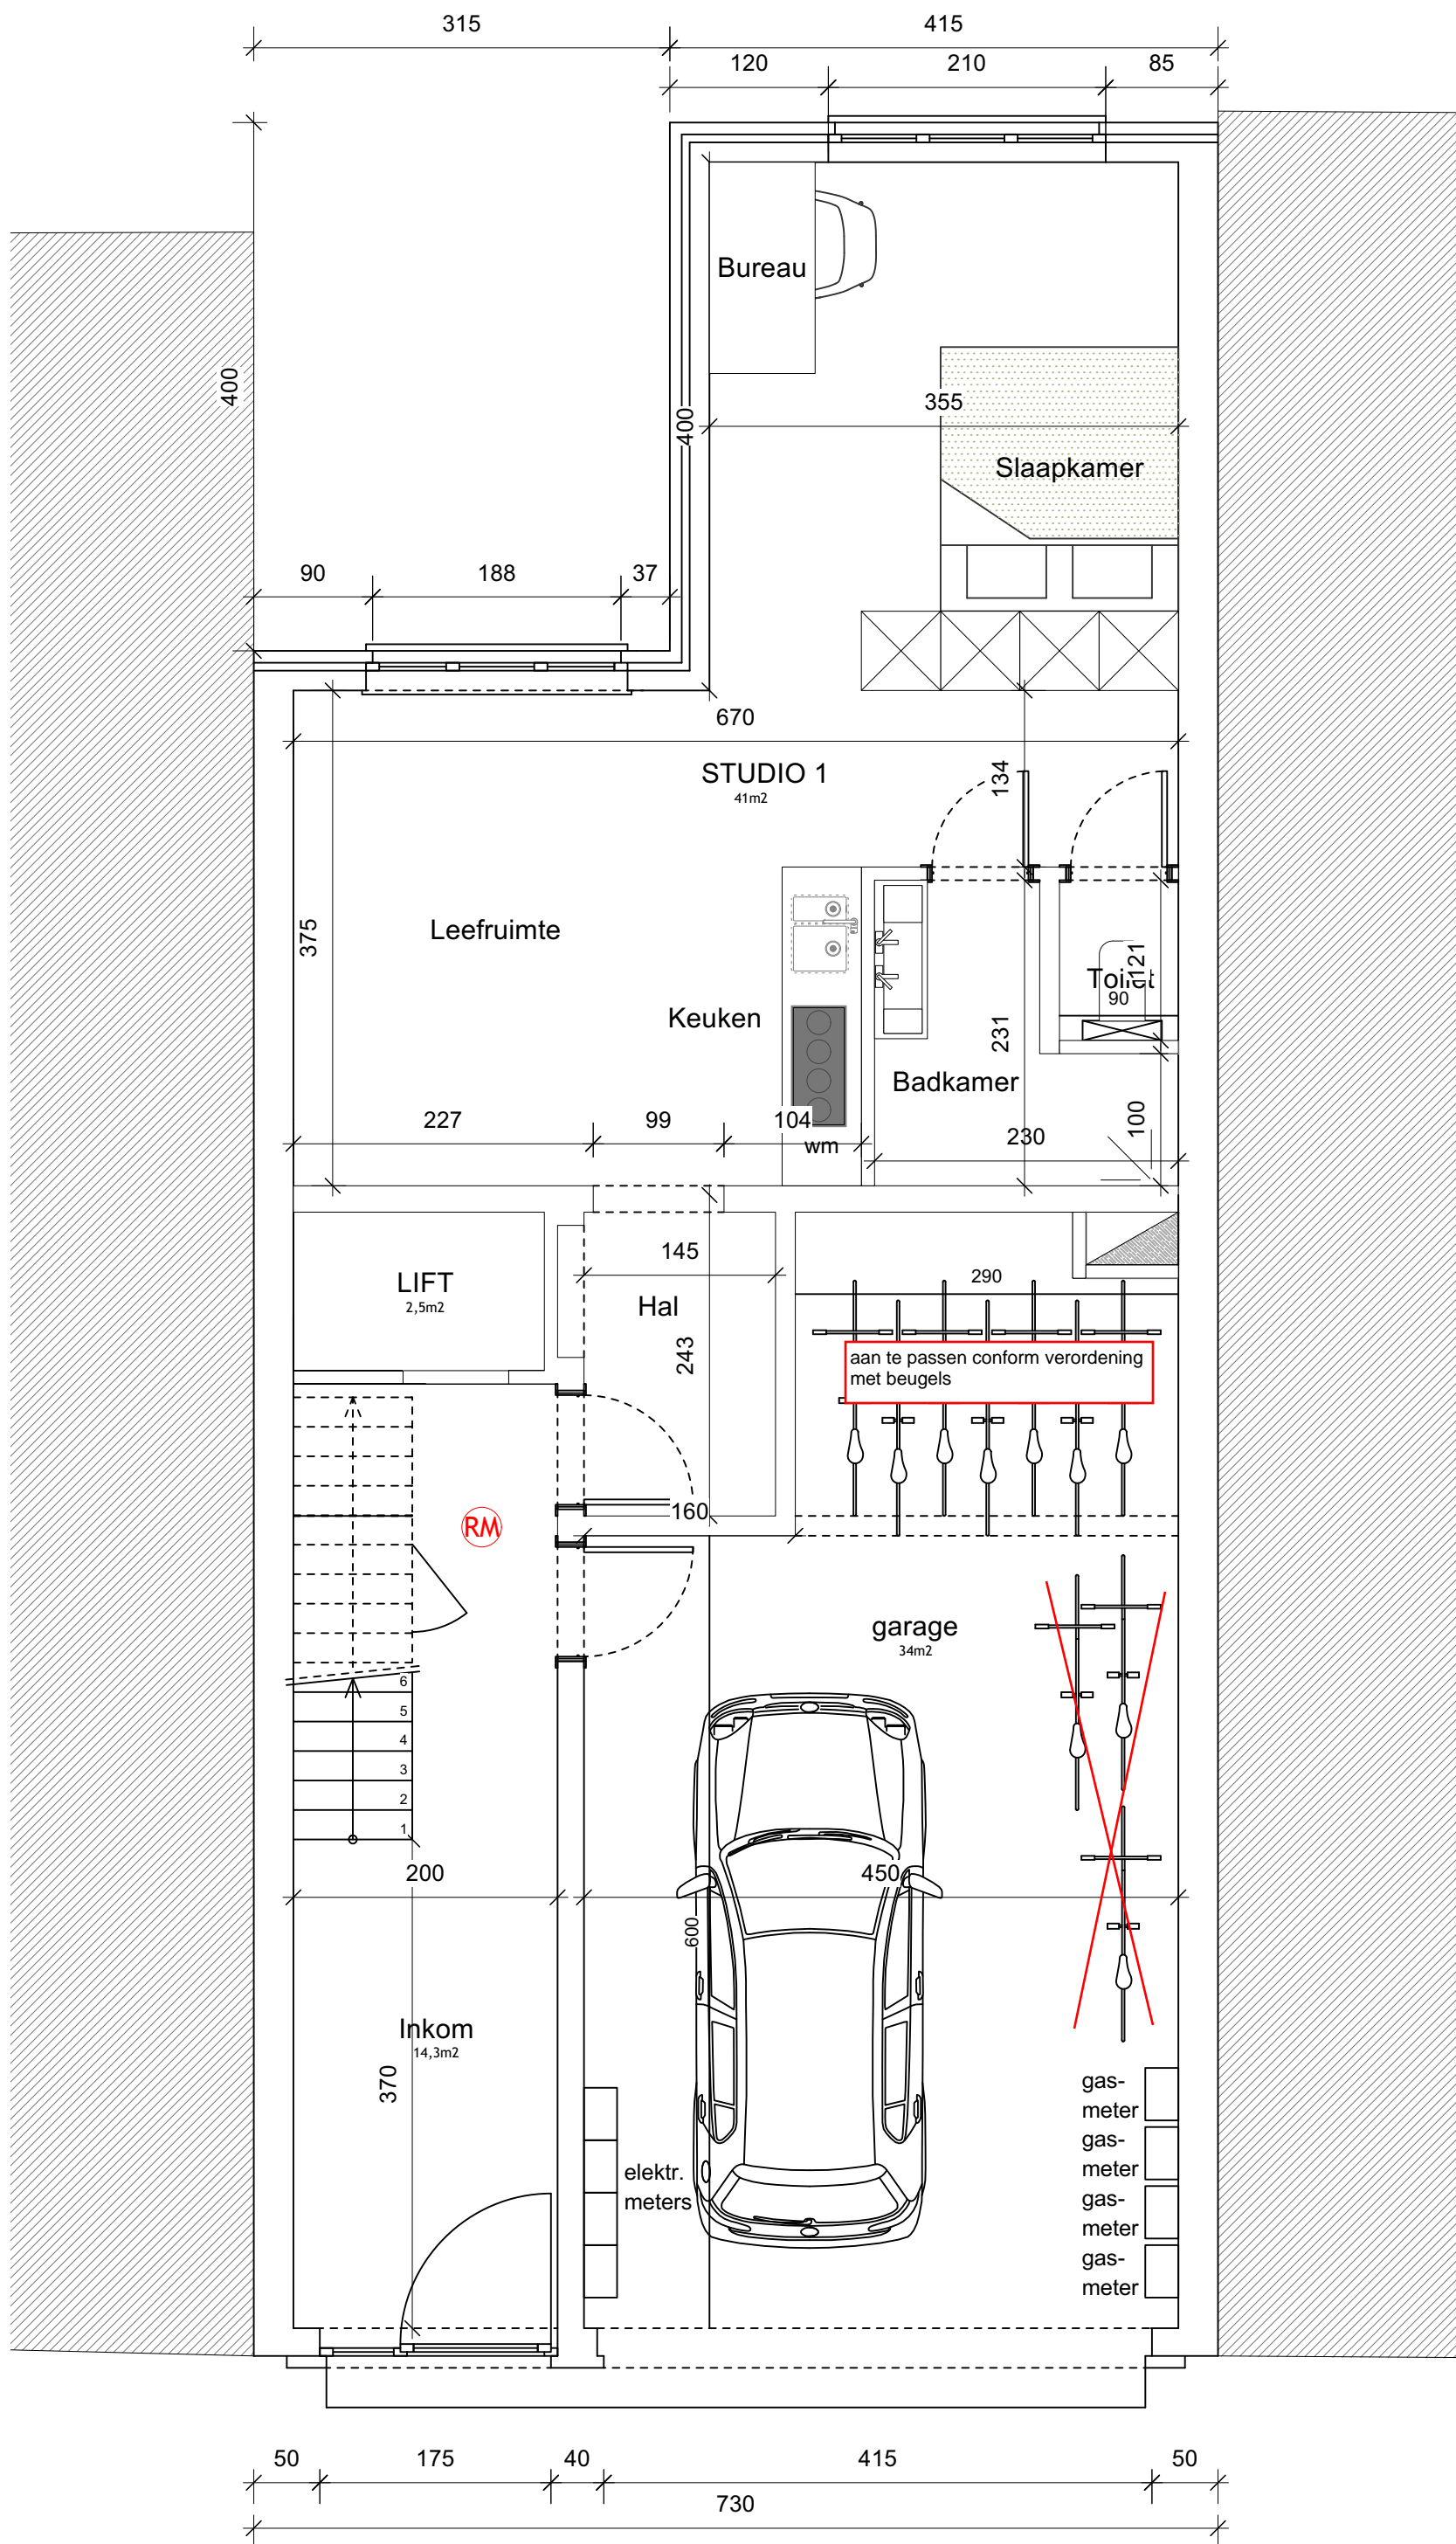 315
415
120
210
85
Bureau
400
400
355
Slaapkamer
90
188
37
670
STUDIO 1
41m2
134
375
Leefruimte
121
Toilet
90
Keuken
231
Badkamer
227
99
104
100
wm
230
145
290
LIFT
2,5m2
Hal
243
aan te passen conform verordening
met beugels
160
RM
garage
34m2
6
5
4
3
2
1
200
450
600
Inkom
14,3m2
370
gas-
meter
gas-
meter
elektr.
meters
gas-
meter
gas-
meter
50
175
40
415
50
730